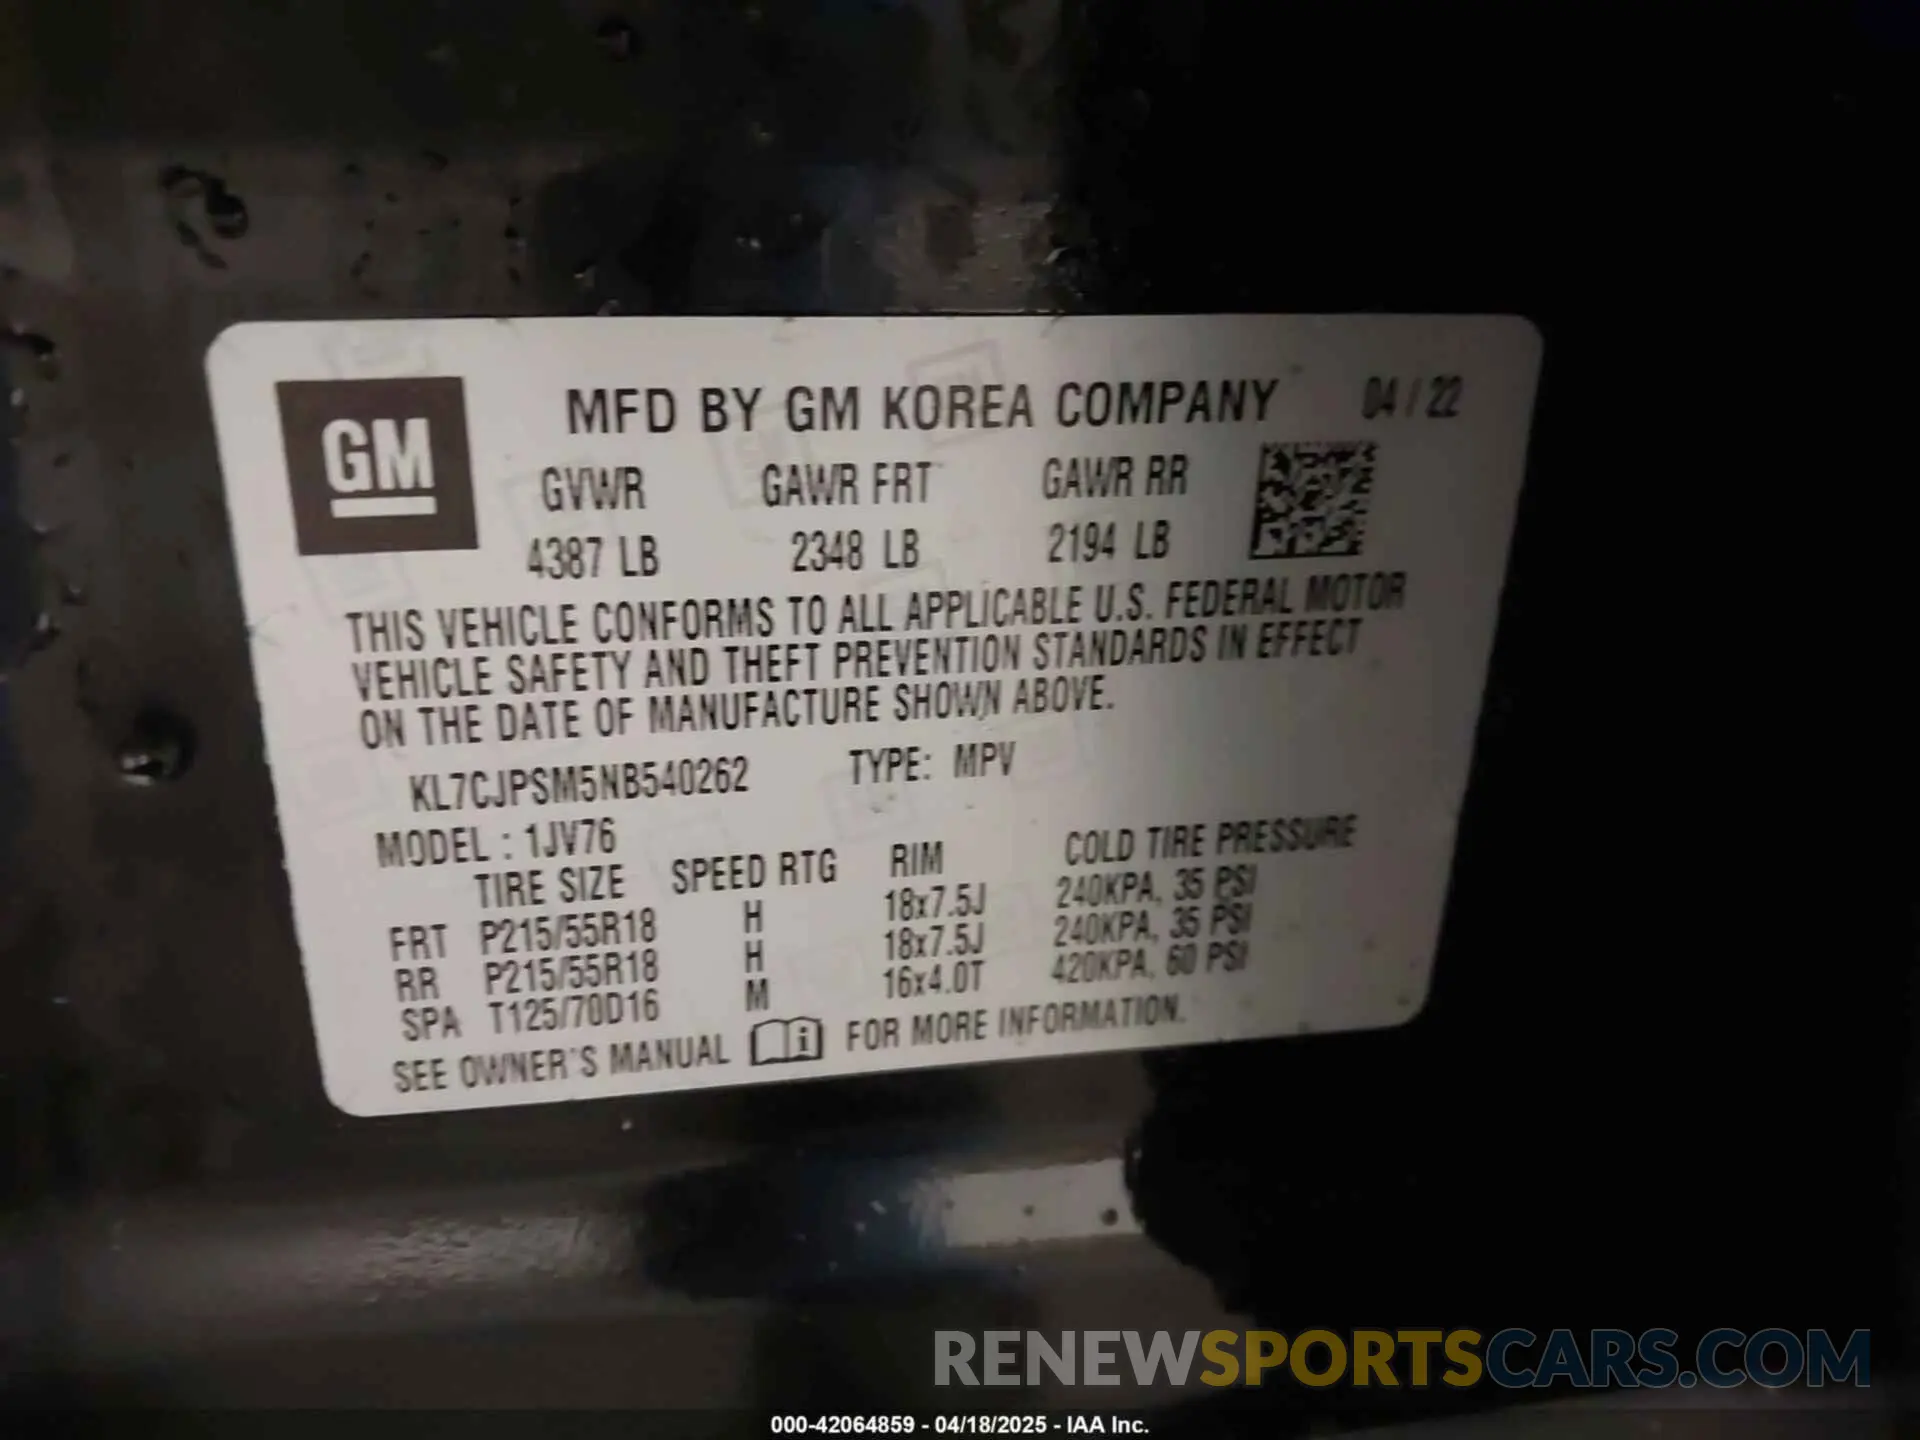 GM
MFD BY GM KOREA COMPANY 04 / 22
GVWR GAWR FRT GAWR RR
4387 LB 2348 LB 2194 LB
THIS VEHICLE CONFORMS TO ALL APPLICABLE U.S. FEDERAL MOTOR
VEHICLE SAFETY AND THEFT PREVENTION STANDARDS IN EFFECT
ON THE DATE OF MANUFACTURE SHOWN ABOVE.
KL7CJPSM5NB540262 TYPE: MPV
MODEL : 1JV76
TIRE SIZE SPEED RTG RIM COLD TIRE PRESSURE
FRT P215/55R18 H 18x7.5J 240KPA, 35 PSI
RR P215/55R18 H 18x7.5J 240KPA, 35 PSI
SPA T125/70D16 M 16x4.0T 420KPA, 60 PSI
SEE OWNER'S MANUAL i FOR MORE INFORMATION.
RENEWSPORTSCARS.COM
000-42064859 - 04/18/2025 - IAA Inc.